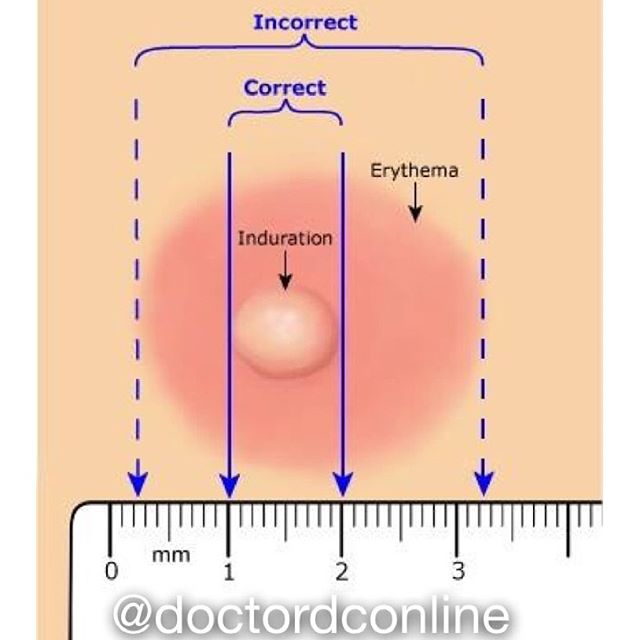 Incorrect
Correct
Erythema
Induration
mm
0 1 2 3
@doctordconline